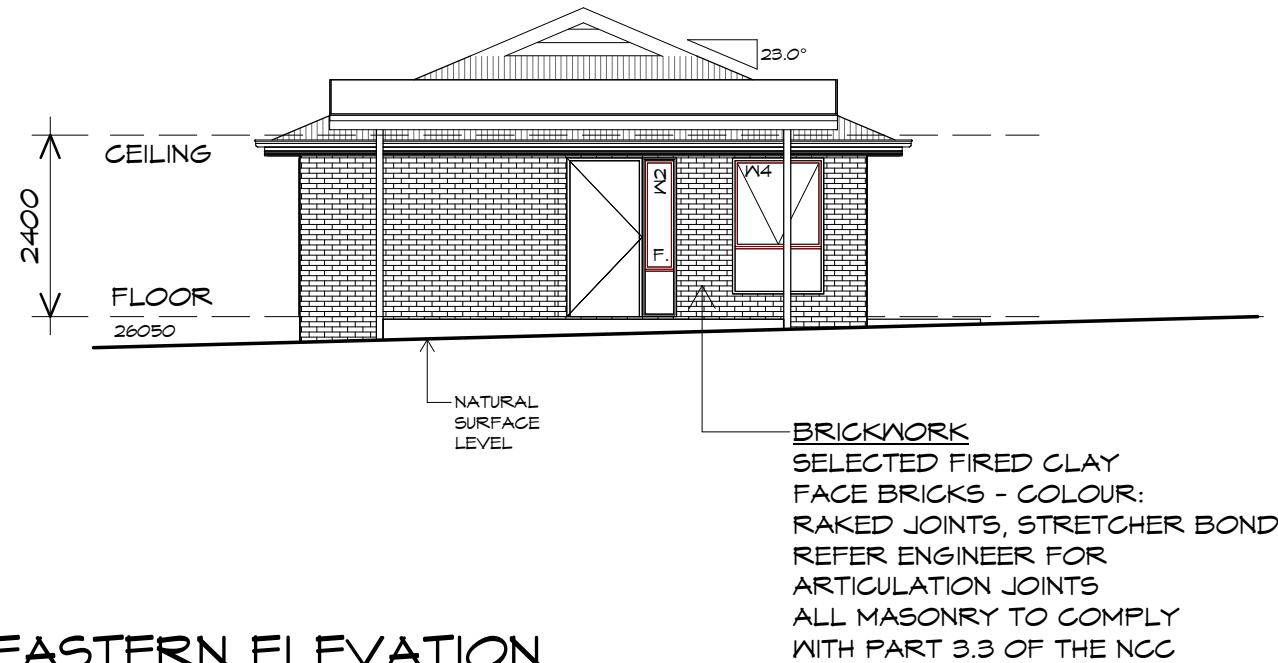 23.0°
CEILING
2400
W2
W4
F.
FLOOR
26050
NATURAL
SURFACE
LEVEL
BRICKWORK
SELECTED FIRED CLAY
FACE BRICKS - COLOUR:
RAKED JOINTS, STRETCHER BOND
REFER ENGINEER FOR
ARTICULATION JOINTS
ALL MASONRY TO COMPLY
WITH PART 3.3 OF THE NCC
EASTERN ELEVATION